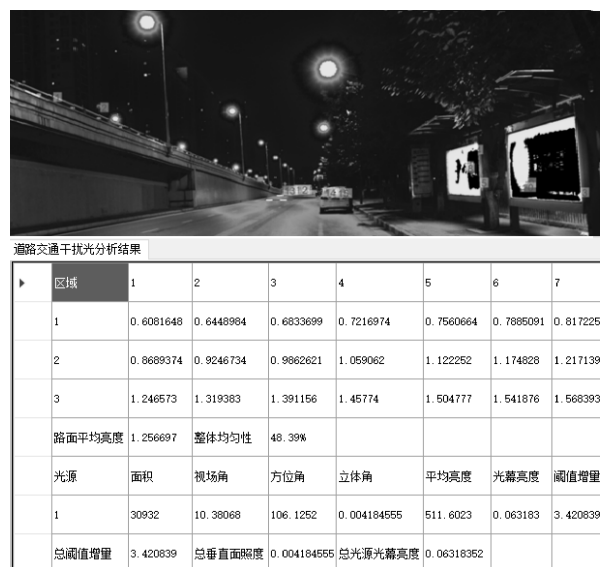 道路交通干扰光分析结果
区域 1 2 3 4 5 6 7
1 0.6081648 0.6448984 0.6833699 0.7216974 0.7560664 0.7885091 0.817225
2 0.8689374 0.9246734 0.9862621 1.059062 1.122252 1.174828 1.217139
3 1.246573 1.319383 1.391156 1.45774 1.504777 1.541876 1.568393
路面平均亮度 1.256697 整体均匀性 48.39%
光源 面积 视场角 方位角 立体角 平均亮度 光幕亮度 阈值增量
1 30932 10.38068 106.1252 0.004184555 511.6023 0.063183 3.420839
总阈值增量 3.420839 总垂直面照度 0.004184555 总光源光幕亮度 0.06318352